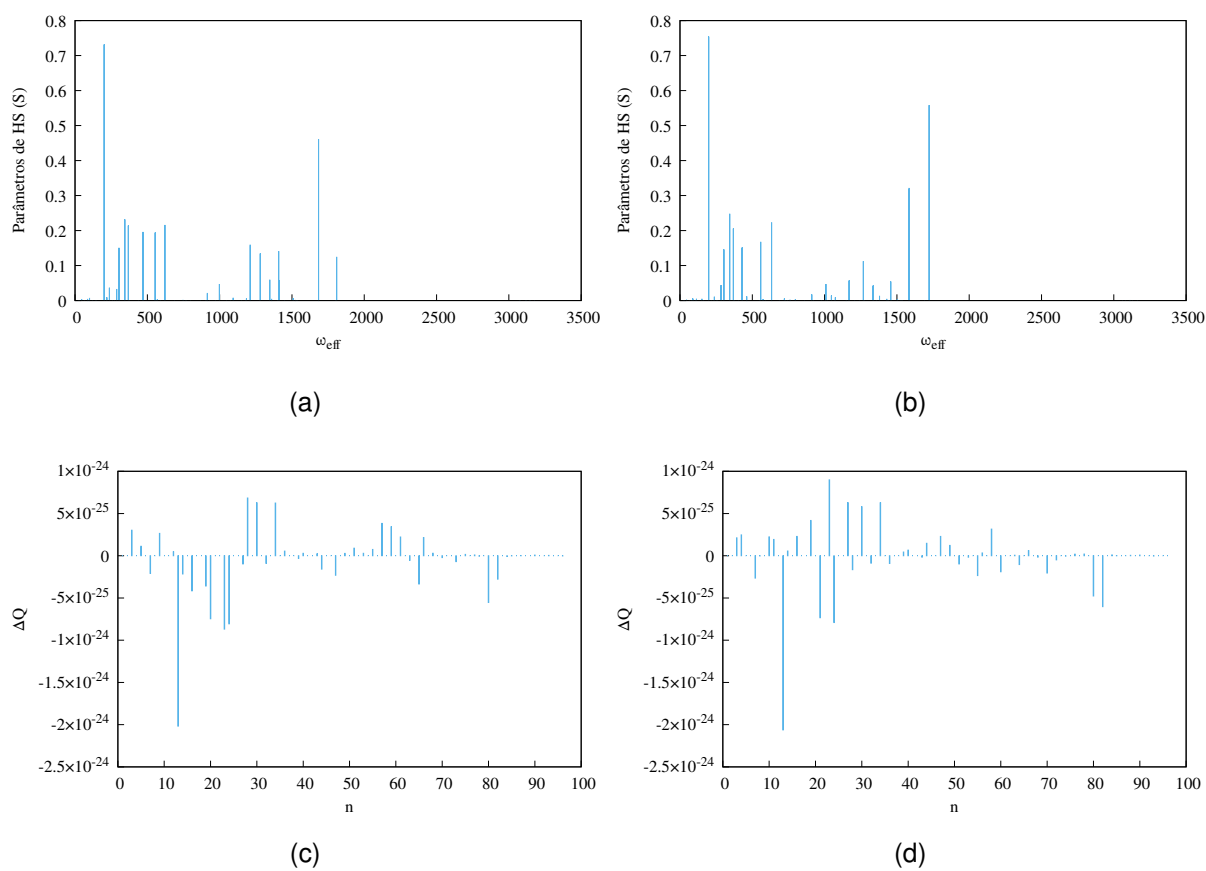 0.8
0.7
0.6
0.5
0.4
0.3
0.2
0.1
0
Parâmetros de HS (S)
0 500 1000 1500 2000 2500 3000 3500
ω_eff
(a)
0.8
0.7
0.6
0.5
0.4
0.3
0.2
0.1
0
Parâmetros de HS (S)
0 500 1000 1500 2000 2500 3000 3500
ω_eff
(b)
1×10⁻²⁴
5×10⁻²⁵
0
-5×10⁻²⁵
-1×10⁻²⁴
-1.5×10⁻²⁴
-2×10⁻²⁴
-2.5×10⁻²⁴
ΔQ
0 10 20 30 40 50 60 70 80 90 100
n
(c)
1×10⁻²⁴
5×10⁻²⁵
0
-5×10⁻²⁵
-1×10⁻²⁴
-1.5×10⁻²⁴
-2×10⁻²⁴
-2.5×10⁻²⁴
ΔQ
0 10 20 30 40 50 60 70 80 90 100
n
(d)